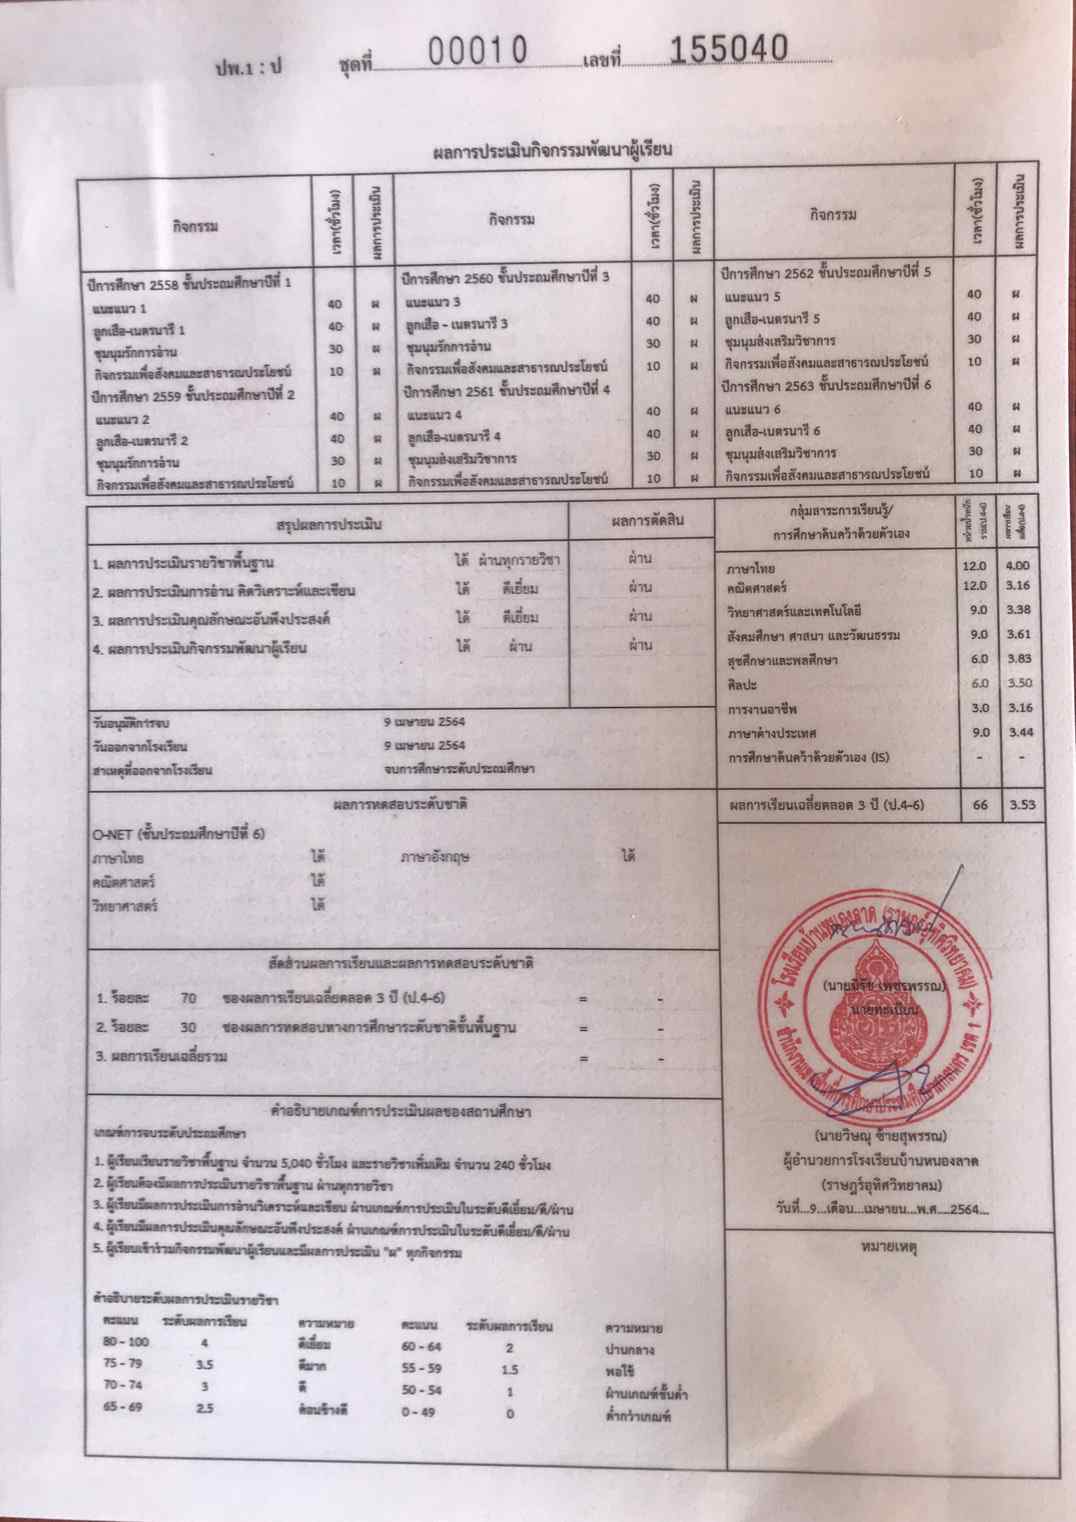 ปพ.1 : ป ชุดที่ 00010 เลขที่ 155040
ผลการประเมินกิจกรรมพัฒนาผู้เรียน
กิจกรรม เวลา(ชั่วโมง) ผลการประเมิน กิจกรรม เวลา(ชั่วโมง) ผลการประเมิน กิจกรรม เวลา(ชั่วโมง) ผลการประเมิน
ปีการศึกษา 2558 ชั้นประถมศึกษาปีที่ 1
แนะแนว 1 40 ผ
ลูกเสือ-เนตรนารี 1 40 ผ
ชุมนุมรักการอ่าน 30 ผ
กิจกรรมเพื่อสังคมและสาธารณประโยชน์ 10 ผ
ปีการศึกษา 2559 ชั้นประถมศึกษาปีที่ 2
แนะแนว 2 40 ผ
ลูกเสือ-เนตรนารี 2 40 ผ
ชุมนุมรักการอ่าน 30 ผ
กิจกรรมเพื่อสังคมและสาธารณประโยชน์ 10 ผ
ปีการศึกษา 2560 ชั้นประถมศึกษาปีที่ 3
แนะแนว 3 40 ผ
ลูกเสือ - เนตรนารี 3 40 ผ
ชุมนุมรักการอ่าน 30 ผ
กิจกรรมเพื่อสังคมและสาธารณประโยชน์ 10 ผ
ปีการศึกษา 2561 ชั้นประถมศึกษาปีที่ 4
แนะแนว 4 40 ผ
ลูกเสือ-เนตรนารี 4 40 ผ
ชุมนุมส่งเสริมวิชาการ 30 ผ
กิจกรรมเพื่อสังคมและสาธารณประโยชน์ 10 ผ
ปีการศึกษา 2562 ชั้นประถมศึกษาปีที่ 5
แนะแนว 5 40 ผ
ลูกเสือ-เนตรนารี 5 40 ผ
ชุมนุมส่งเสริมวิชาการ 30 ผ
กิจกรรมเพื่อสังคมและสาธารณประโยชน์ 10 ผ
ปีการศึกษา 2563 ชั้นประถมศึกษาปีที่ 6
แนะแนว 6 40 ผ
ลูกเสือ-เนตรนารี 6 40 ผ
ชุมนุมส่งเสริมวิชาการ 30 ผ
กิจกรรมเพื่อสังคมและสาธารณประโยชน์ 10 ผ
สรุปผลการประเมิน ผลการตัดสิน
1. ผลการประเมินรายวิชาพื้นฐาน ได้ ผ่านทุกรายวิชา ผ่าน
2. ผลการประเมินการอ่าน คิดวิเคราะห์และเขียน ได้ ดีเยี่ยม ผ่าน
3. ผลการประเมินคุณลักษณะอันพึงประสงค์ ได้ ดีเยี่ยม ผ่าน
4. ผลการประเมินกิจกรรมพัฒนาผู้เรียน ได้ ผ่าน ผ่าน
วันอนุมัติการจบ 9 เมษายน 2564
วันออกจากโรงเรียน 9 เมษายน 2564
สาเหตุที่ออกจากโรงเรียน จบการศึกษาระดับประถมศึกษา
กลุ่มสาระการเรียนรู้/
การศึกษาค้นคว้าด้วยตัวเอง
ภาษาไทย 12.0 4.00
คณิตศาสตร์ 12.0 3.16
วิทยาศาสตร์และเทคโนโลยี 9.0 3.38
สังคมศึกษา ศาสนา และวัฒนธรรม 9.0 3.61
สุขศึกษาและพลศึกษา 6.0 3.83
ศิลปะ 6.0 3.50
การงานอาชีพ 3.0 3.16
ภาษาต่างประเทศ 9.0 3.44
การศึกษาค้นคว้าด้วยตัวเอง (IS) - -
ผลการเรียนเฉลี่ยตลอด 3 ปี (ป.4-6) 66 3.53
ผลการทดสอบระดับชาติ
O-NET (ชั้นประถมศึกษาปีที่ 6)
ภาษาไทย ได้ ภาษาอังกฤษ ได้
คณิตศาสตร์ ได้
วิทยาศาสตร์ ได้
สัดส่วนผลการเรียนและผลการทดสอบระดับชาติ
1. ร้อยละ 70 ของผลการเรียนเฉลี่ยตลอด 3 ปี (ป.4-6) = -
2. ร้อยละ 30 ของผลการทดสอบทางการศึกษาระดับชาติขั้นพื้นฐาน = -
3. ผลการเรียนเฉลี่ยรวม = -
คำอธิบายเกณฑ์การประเมินผลของสถานศึกษา
เกณฑ์การจบระดับประถมศึกษา
1. ผู้เรียนเรียนรายวิชาพื้นฐาน จำนวน 5,040 ชั่วโมง และรายวิชาเพิ่มเติม จำนวน 240 ชั่วโมง
2. ผู้เรียนต้องมีผลการประเมินรายวิชาพื้นฐาน ผ่านทุกรายวิชา
3. ผู้เรียนมีผลการประเมินการอ่านวิเคราะห์และเขียน ผ่านเกณฑ์การประเมินในระดับดีเยี่ยม/ดี/ผ่าน
4. ผู้เรียนมีผลการประเมินคุณลักษณะอันพึงประสงค์ ผ่านเกณฑ์การประเมินในระดับดีเยี่ยม/ดี/ผ่าน
5. ผู้เรียนเข้าร่วมกิจกรรมพัฒนาผู้เรียนและมีผลการประเมิน "ผ" ทุกกิจกรรม
คำอธิบายระดับผลการประเมินรายวิชา
คะแนน ระดับผลการเรียน ความหมาย คะแนน ระดับผลการเรียน ความหมาย
80 - 100 4 ดีเยี่ยม 60 - 64 2 ปานกลาง
75 - 79 3.5 ดีมาก 55 - 59 1.5 พอใช้
70 - 74 3 ดี 50 - 54 1 ผ่านเกณฑ์ขั้นต่ำ
65 - 69 2.5 ค่อนข้างดี 0 - 49 0 ต่ำกว่าเกณฑ์
โรงเรียนบ้านหนองลาด (ราษฎร์อุทิศวิทยาคม)
สำนักงานเขตพื้นที่การศึกษาประถมศึกษาสกลนคร เขต 1
นายทะเบียน
(นายวิษณุ ซ้ายสุพรรณ)
ผู้อำนวยการโรงเรียนบ้านหนองลาด
(ราษฎร์อุทิศวิทยาคม)
วันที่...9...เดือน...เมษายน...พ.ศ....2564...
หมายเหตุ